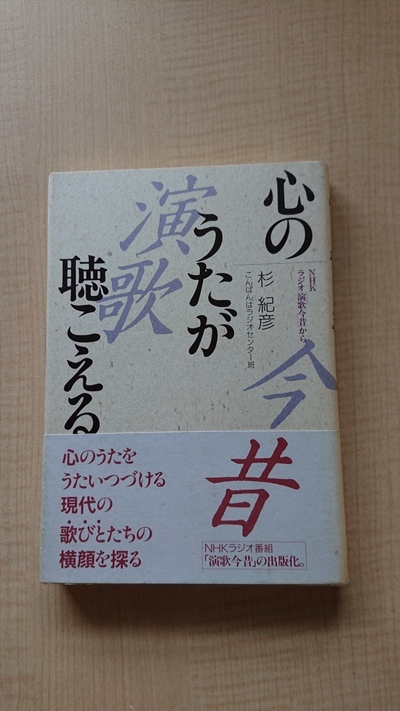 心の
うたが
聴こえる
演歌
今昔
NHK
ラジオ演歌今昔から
杉 紀彦
こんばんはラジオセンター班
心のうたを
うたいつづける
現代の
歌びとたちの
横顔を探る
NHKラジオ番組
「演歌今昔」の出版化。